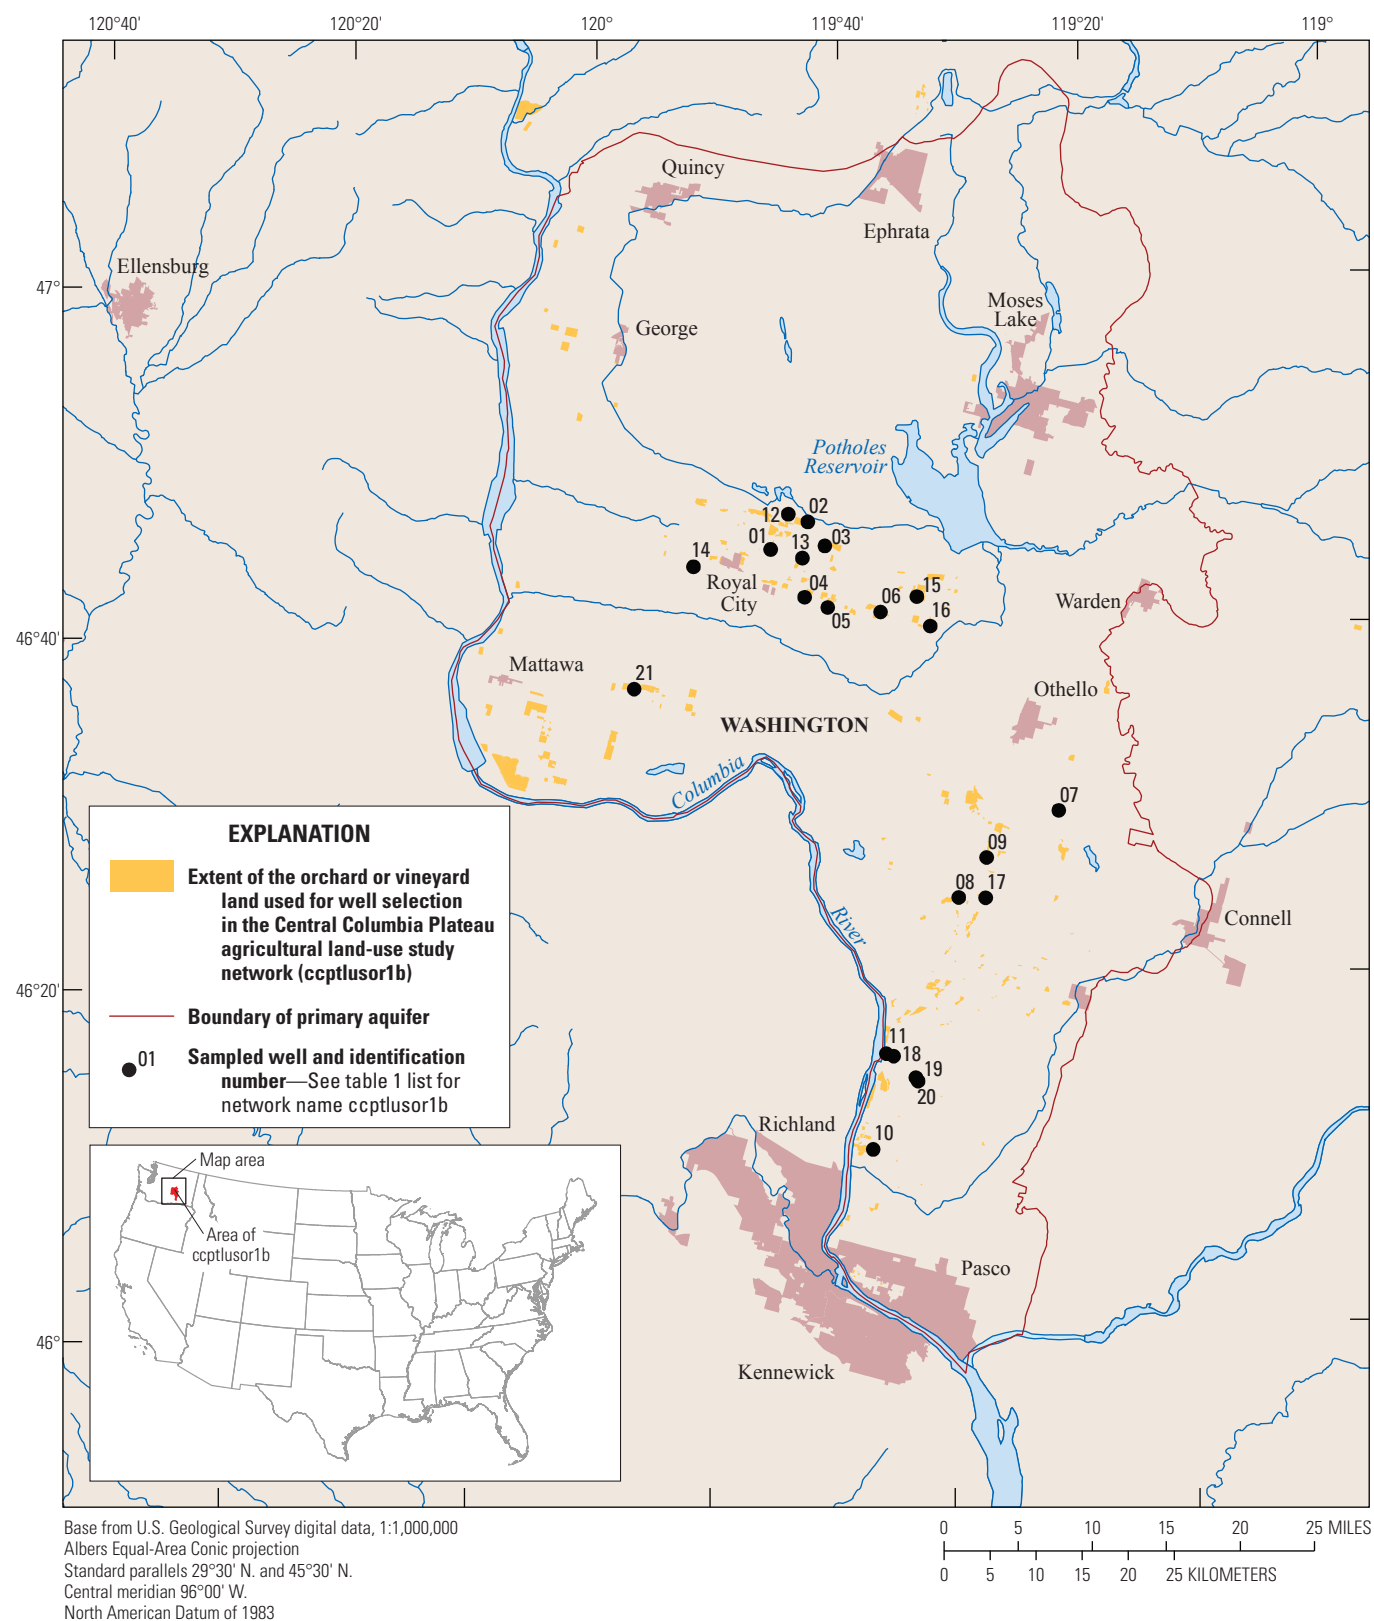 120°40'
120°20'
120°
119°40'
119°20'
119°
47°
46°40'
46°20'
46°
Quincy
Ephrata
Ellensburg
Moses
Lake
George
Potholes
Reservoir
12
02
01
13
03
14
Royal
City
04
05
06
15
16
Warden
Mattawa
21
Othello
WASHINGTON
Columbia
River
07
09
08
17
Connell
11
18
19
20
10
Richland
Pasco
Kennewick
EXPLANATION
Extent of the orchard or vineyard
land used for well selection
in the Central Columbia Plateau
agricultural land-use study
network (ccptlusor1b)
Boundary of primary aquifer
01
Sampled well and identification
number—See table 1 list for
network name ccptlusor1b
Map area
Area of
ccptlusor1b
Base from U.S. Geological Survey digital data, 1:1,000,000
Albers Equal-Area Conic projection
Standard parallels 29°30' N. and 45°30' N.
Central meridian 96°00' W.
North American Datum of 1983
0 5 10 15 20 25 MILES
0 5 10 15 20 25 KILOMETERS